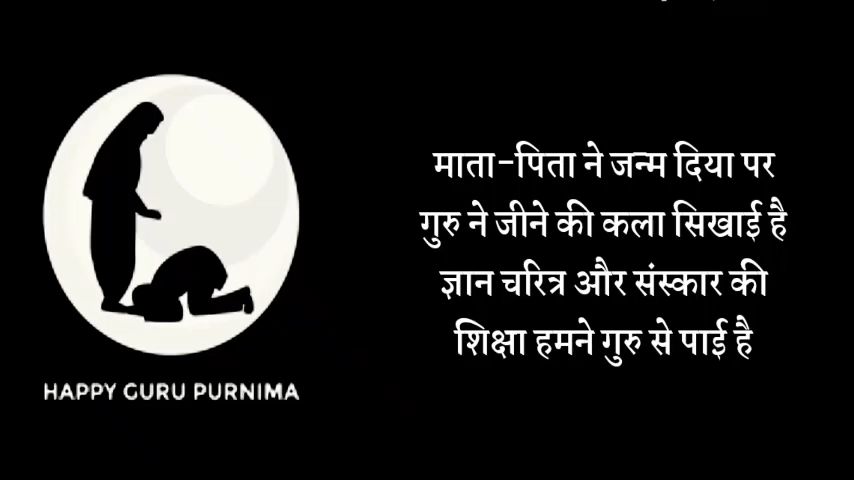 माता-पिता ने जन्म दिया पर
गुरु ने जीने की कला सिखाई है
ज्ञान चरित्र और संस्कार की
शिक्षा हमने गुरु से पाई है
HAPPY GURU PURNIMA